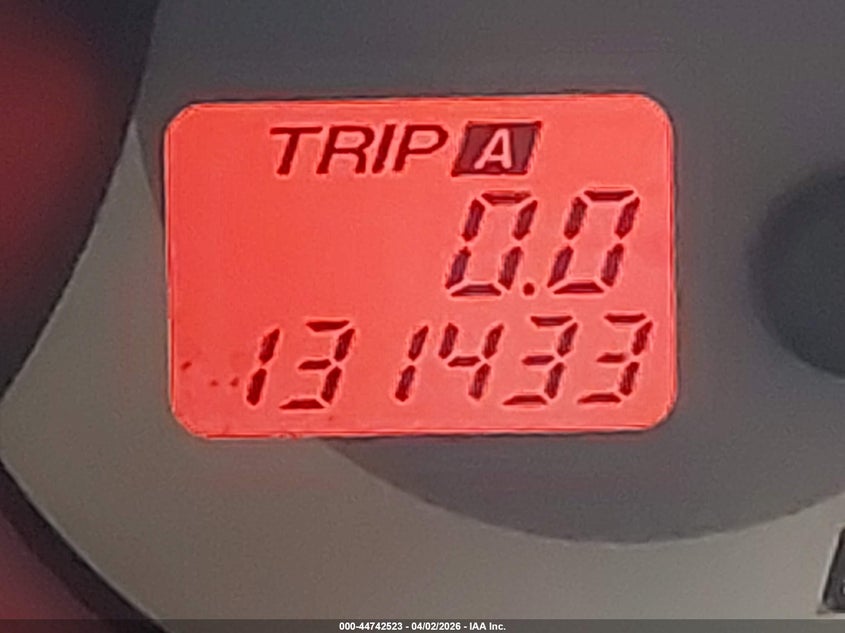 TRIP A
0.0
131433
000-44742523 - 04/02/2026 - IAA Inc.